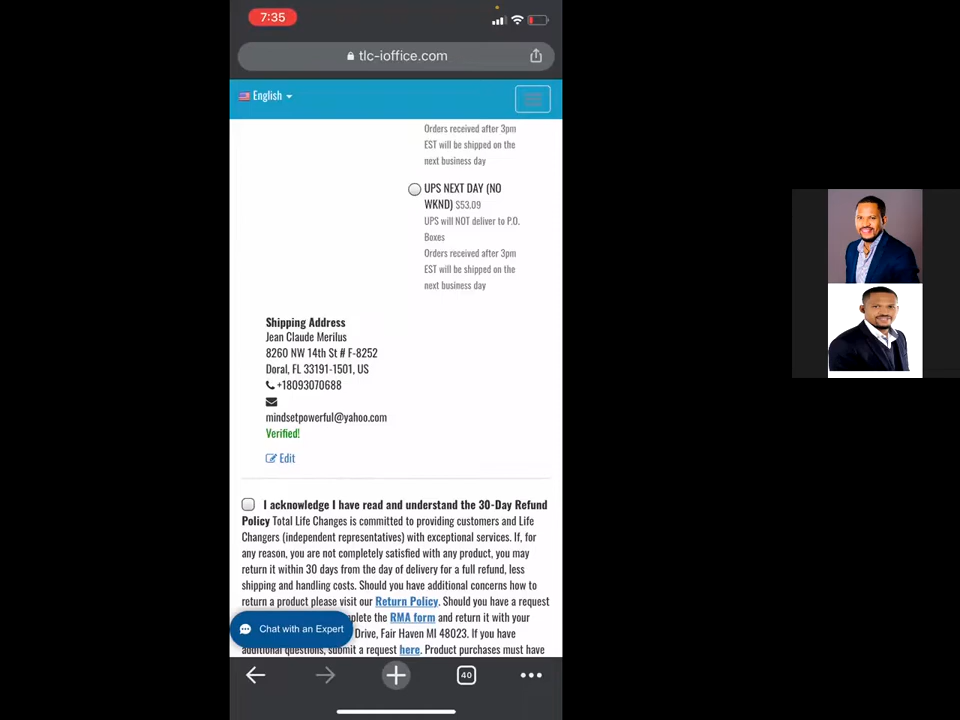 7:35
tlc-ioffice.com
English
Orders received after 3pm
EST will be shipped on the
next business day
UPS NEXT DAY (NO
WKND) $53.09
UPS will NOT deliver to P.O.
Boxes
Orders received after 3pm
EST will be shipped on the
next business day
Shipping Address
Jean Claude Merilus
8260 NW 14th St # F-8252
Doral, FL 33191-1501, US
+18093070688
mindsetpowerful@yahoo.com
Verified!
Edit
I acknowledge I have read and understand the 30-Day Refund
Policy Total Life Changes is committed to providing customers and Life
Changers (independent representatives) with exceptional services. If, for
any reason, you are not completely satisfied with any product, you may
return it within 30 days from the day of delivery for a full refund, less
shipping and handling costs. Should you have additional concerns how to
return a product please visit our Return Policy. Should you have a request
plete the RMA form and return it with your
Chat with an Expert
Drive, Fair Haven MI 48023. If you have
additional questions, submit a request here. Product purchases must have
40